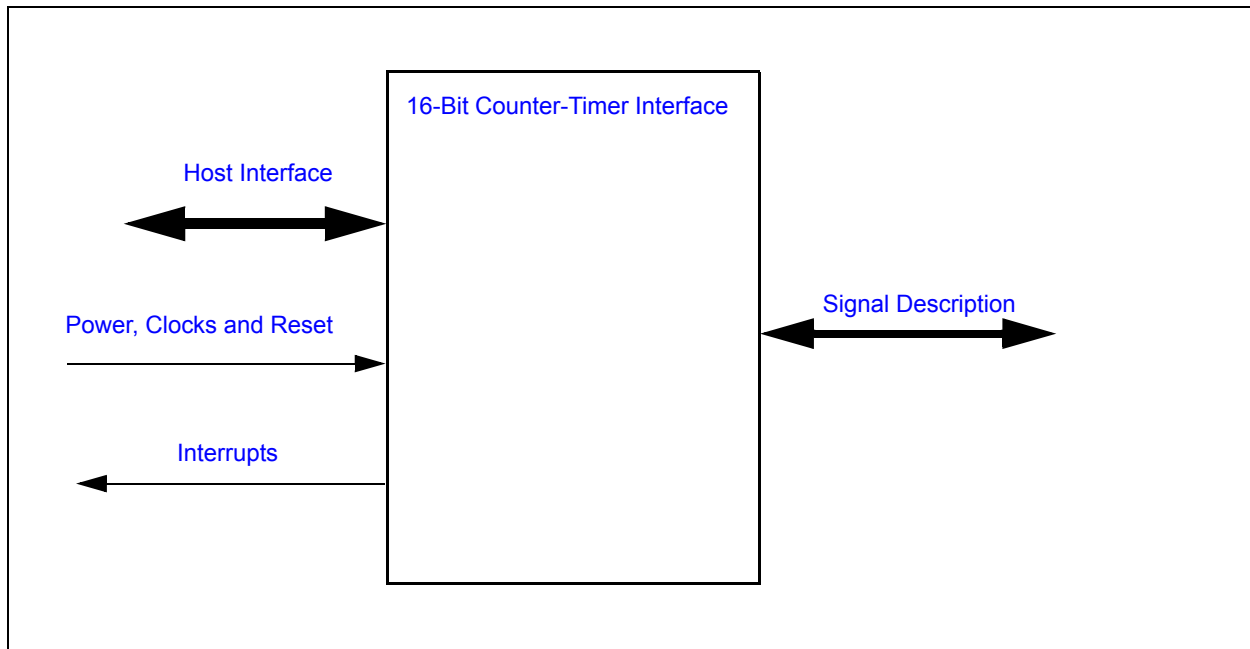 16-Bit Counter-Timer Interface
Host Interface
Signal Description
Power, Clocks and Reset
Interrupts